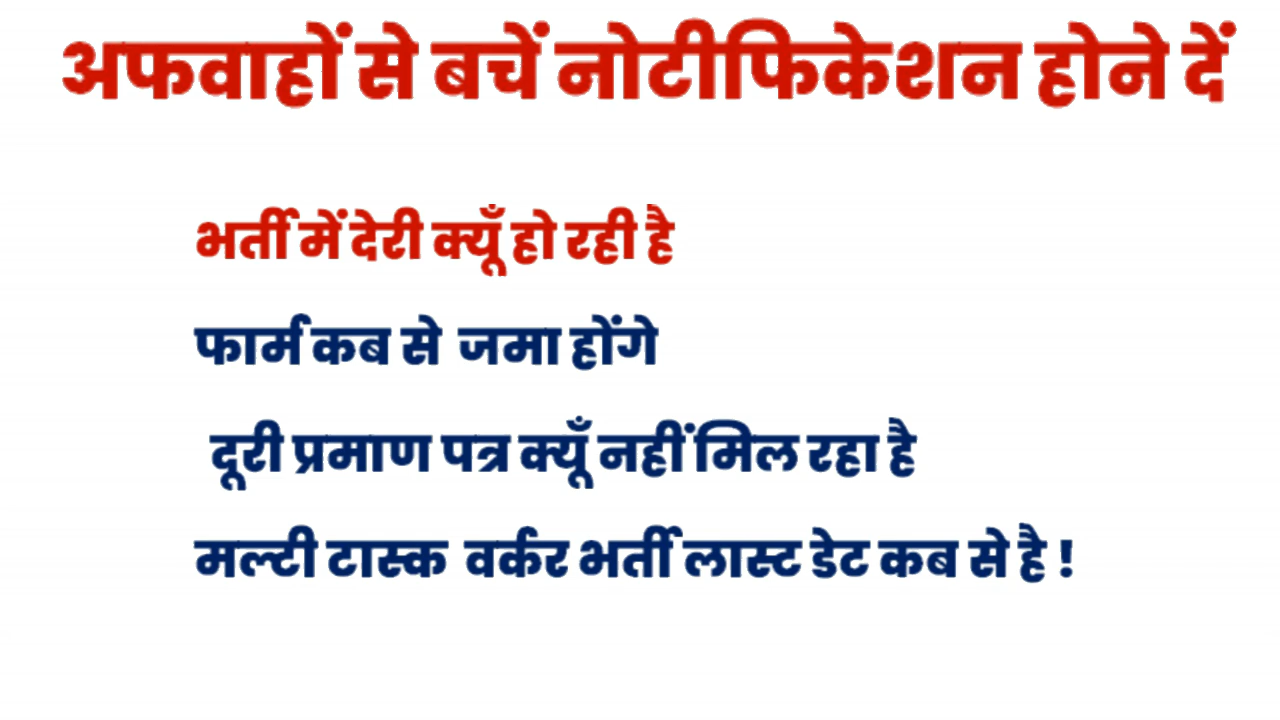 अफवाहों से बचें नोटीफिकेशन होने दें
भर्ती में देरी क्यूँ हो रही है
फार्म कब से जमा होंगे
दूरी प्रमाण पत्र क्यूँ नहीं मिल रहा है
मल्टी टास्क वर्कर भर्ती लास्ट डेट कब से है !